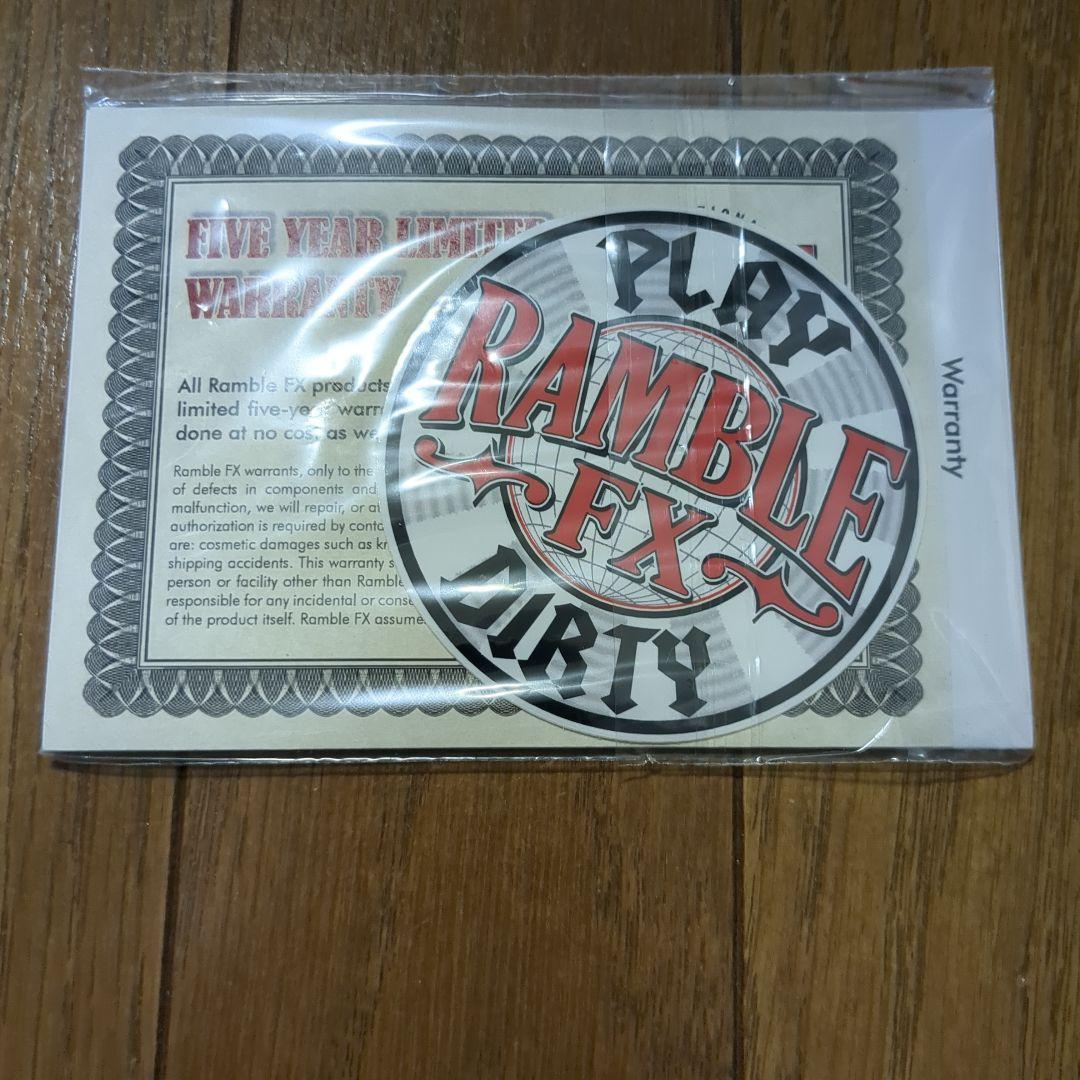 FIVE YEAR LIMITED
WARRANTY
All Ramble FX products
limited five-year
done at no cost as we
Ramble FX warrants, only to the
of defects in components and
malfunction, we will repair, or at
authorization is required by
are: cosmetic damages such as
shipping accidents. This warranty
person or facility other than Ramble
responsible for any incidental or
of the product itself. Ramble FX
PLAY
RAMBLE
FX
DIRTY
Warranty